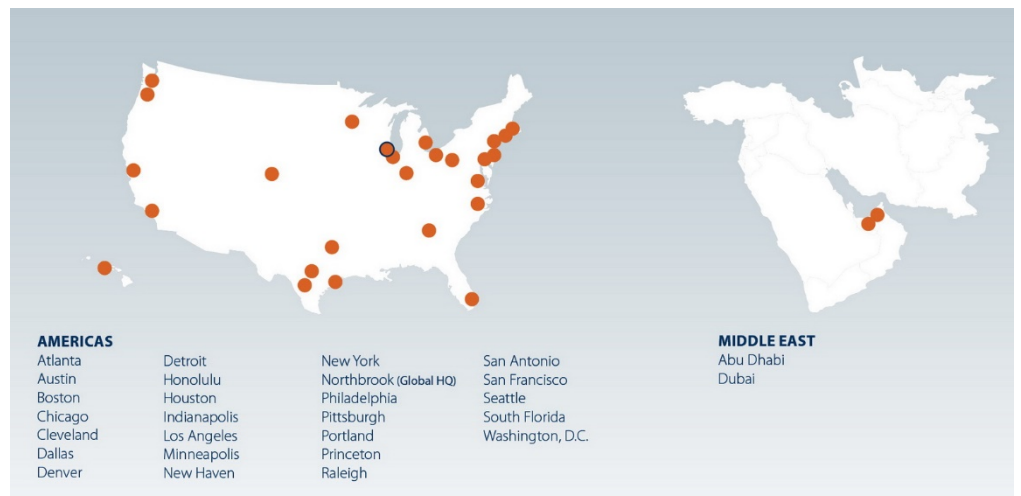 AMERICAS
Atlanta
Austin
Boston
Chicago
Cleveland
Dallas
Denver
Detroit
Honolulu
Houston
Indianapolis
Los Angeles
Minneapolis
New Haven
New York
Northbrook (Global HQ)
Philadelphia
Pittsburgh
Portland
Princeton
Raleigh
San Antonio
San Francisco
Seattle
South Florida
Washington, D.C.
MIDDLE EAST
Abu Dhabi
Dubai